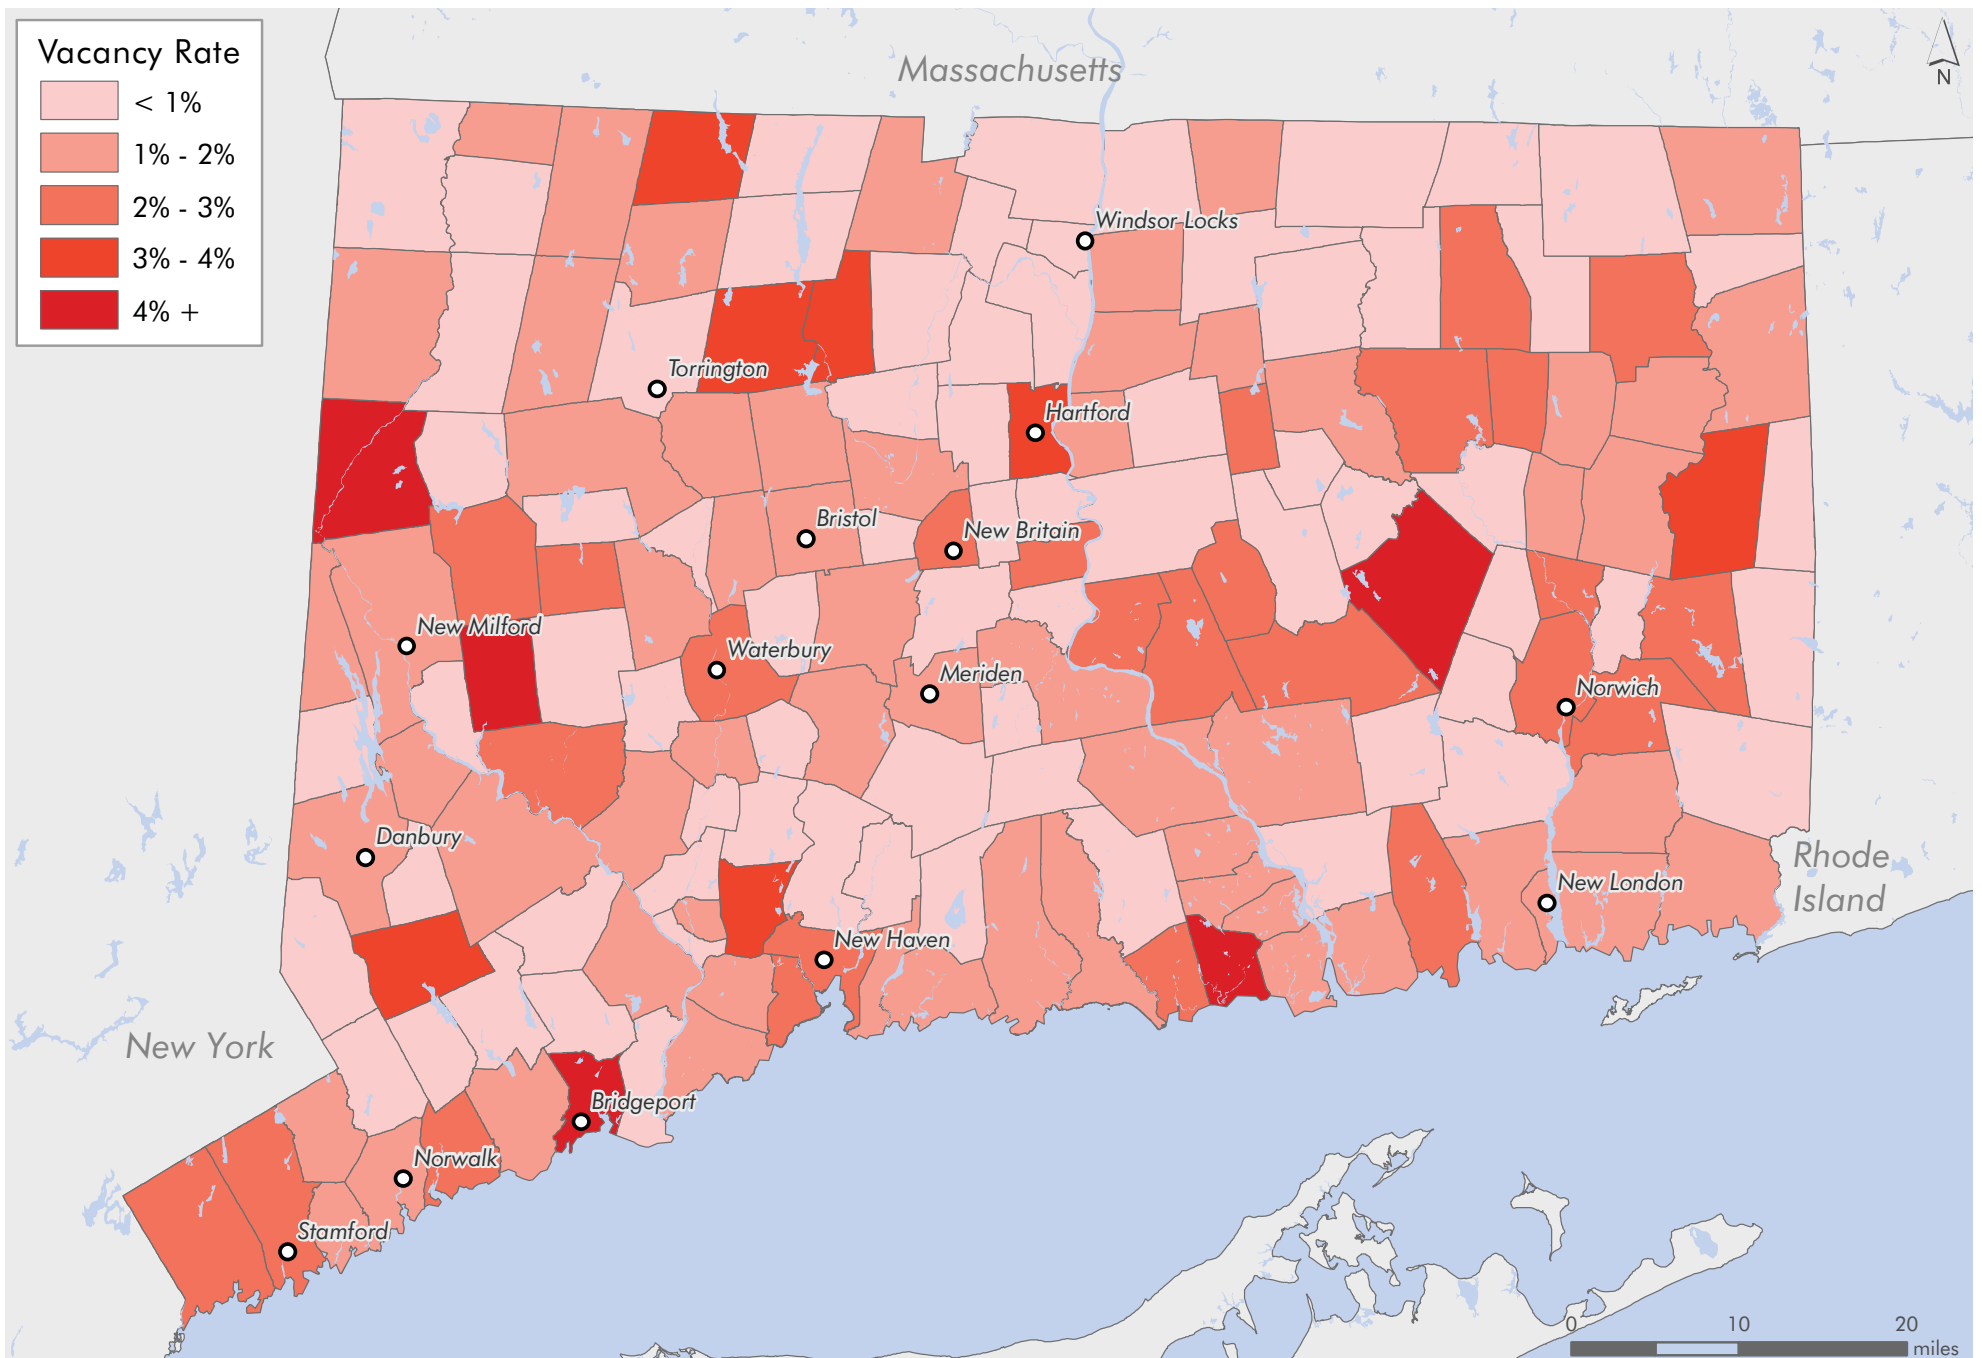 Vacancy Rate
< 1%
1% - 2%
2% - 3%
3% - 4%
4% +
Massachusetts
N
Windsor Locks
Torrington
Hartford
Bristol
New Britain
New Milford
Waterbury
Meriden
Norwich
Danbury
Rhode
Island
New London
New Haven
New York
Bridgeport
Norwalk
Stamford
0 10 20
miles